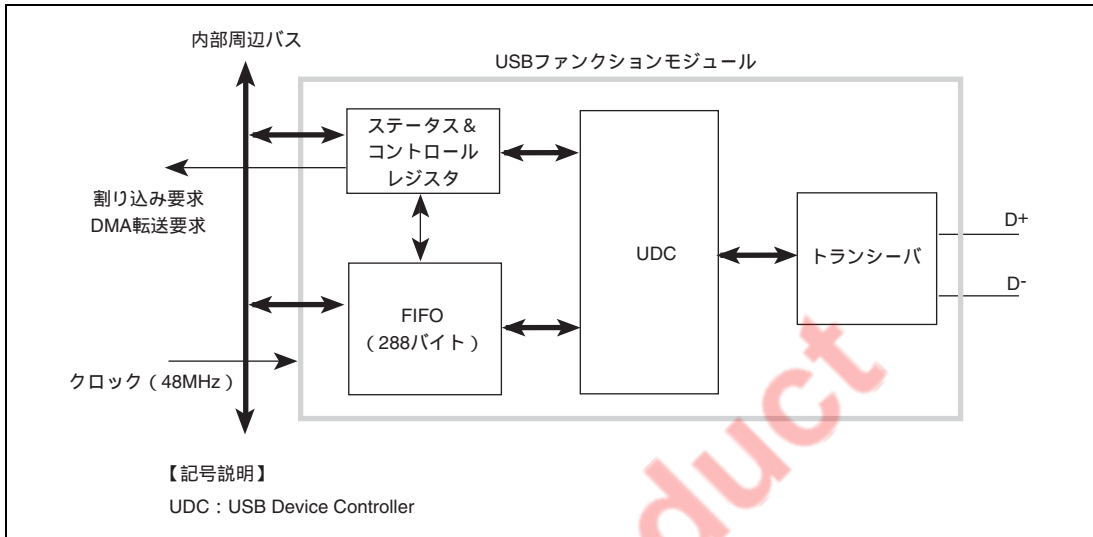 内部周辺バス
USBファンクションモジュール
ステータス＆
コントロール
レジスタ
割り込み要求
DMA転送要求
UDC
トランシーバ
D+
D-
FIFO
（288バイト）
クロック（48MHz）
【記号説明】
UDC：USB Device Controller
duct